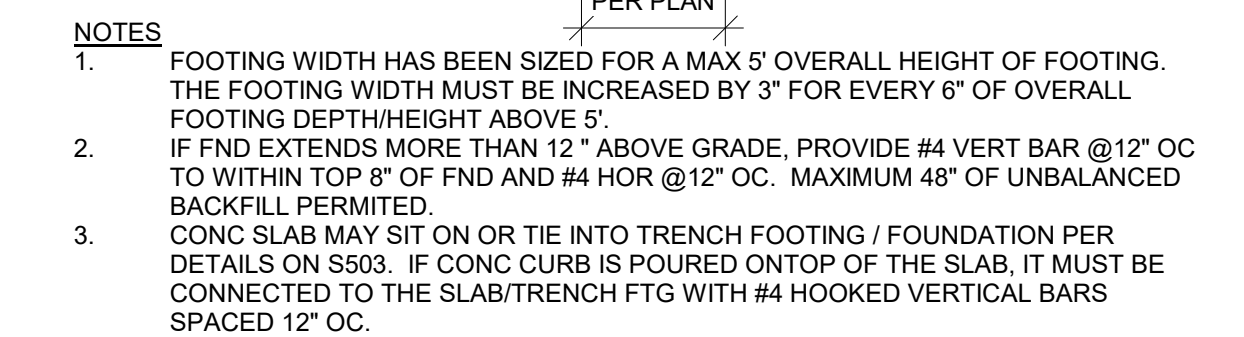 PER PLAN
NOTES
1. FOOTING WIDTH HAS BEEN SIZED FOR A MAX 5' OVERALL HEIGHT OF FOOTING.
THE FOOTING WIDTH MUST BE INCREASED BY 3" FOR EVERY 6" OF OVERALL
FOOTING DEPTH/HEIGHT ABOVE 5'.
2. IF FND EXTENDS MORE THAN 12 " ABOVE GRADE, PROVIDE #4 VERT BAR @12" OC
TO WITHIN TOP 8" OF FND AND #4 HOR @12" OC. MAXIMUM 48" OF UNBALANCED
BACKFILL PERMITED.
3. CONC SLAB MAY SIT ON OR TIE INTO TRENCH FOOTING / FOUNDATION PER
DETAILS ON S503. IF CONC CURB IS POURED ONTOP OF THE SLAB, IT MUST BE
CONNECTED TO THE SLAB/TRENCH FTG WITH #4 HOOKED VERTICAL BARS
SPACED 12" OC.